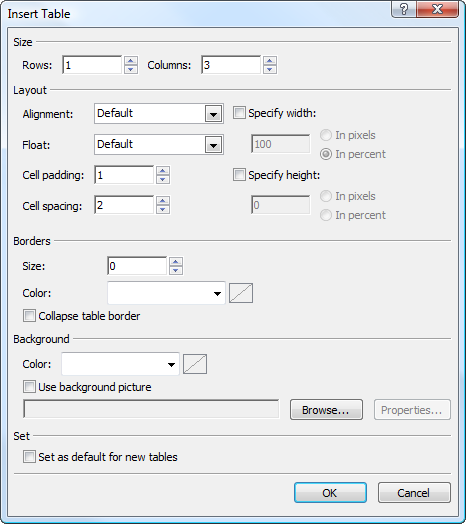 Insert Table
?
Size
Rows: 1 Columns: 3
Layout
Alignment: Default Specify width:
Float: Default 100 In pixels
In percent
Cell padding: 1 Specify height:
Cell spacing: 2 0 In pixels
In percent
Borders
Size: 0
Color:
Collapse table border
Background
Color:
Use background picture
Browse... Properties...
Set
Set as default for new tables
OK Cancel